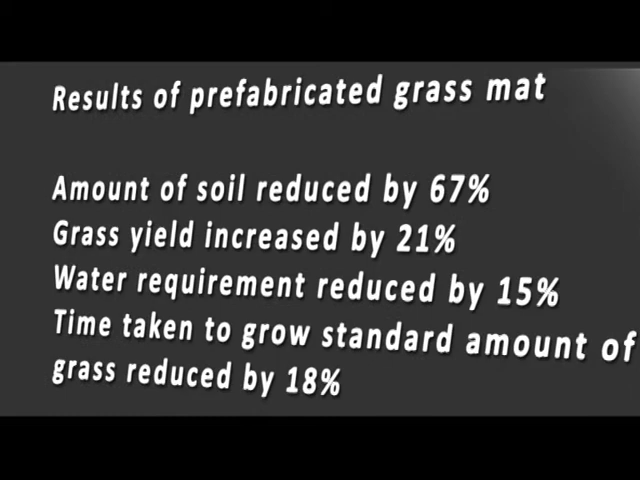 Results of prefabricated grass mat
Amount of soil reduced by 67%
Grass yield increased by 21%
Water requirement reduced by 15%
Time taken to grow standard amount of
grass reduced by 18%